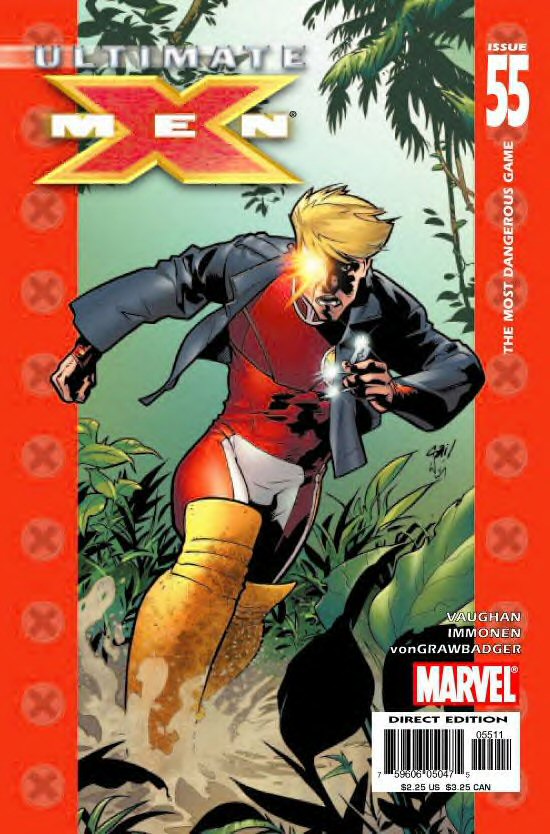 ULTIMATE
X
MEN®
ISSUE
55
THE MOST DANGEROUS GAME
VAUGHAN
IMMONEN
vonGRAWBADGER
MARVEL®
DIRECT EDITION
05511
7 59606 05047 5
$2.25 US $3.25 CAN